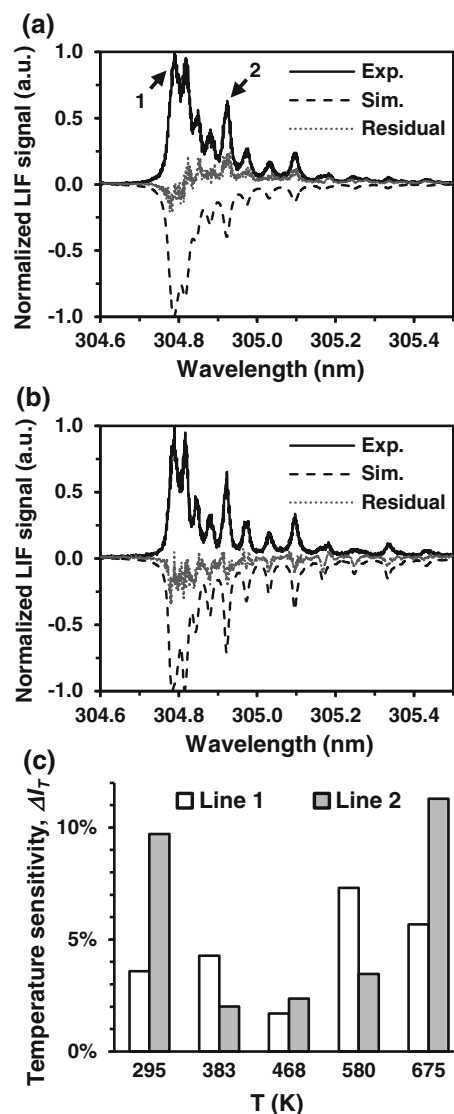 (a)
Normalized LIF signal (a.u.)
1.0
0.5
0.0
-0.5
-1.0
1
2
Exp.
Sim.
Residual
304.6 304.8 305.0 305.2 305.4
Wavelength (nm)
(b)
Normalized LIF signal (a.u.)
1.0
0.5
0.0
-0.5
-1.0
Exp.
Sim.
Residual
304.6 304.8 305.0 305.2 305.4
Wavelength (nm)
(c)
Temperature sensitivity, ΔI_T
10%
5%
0%
Line 1 Line 2
295 383 468 580 675
T (K)